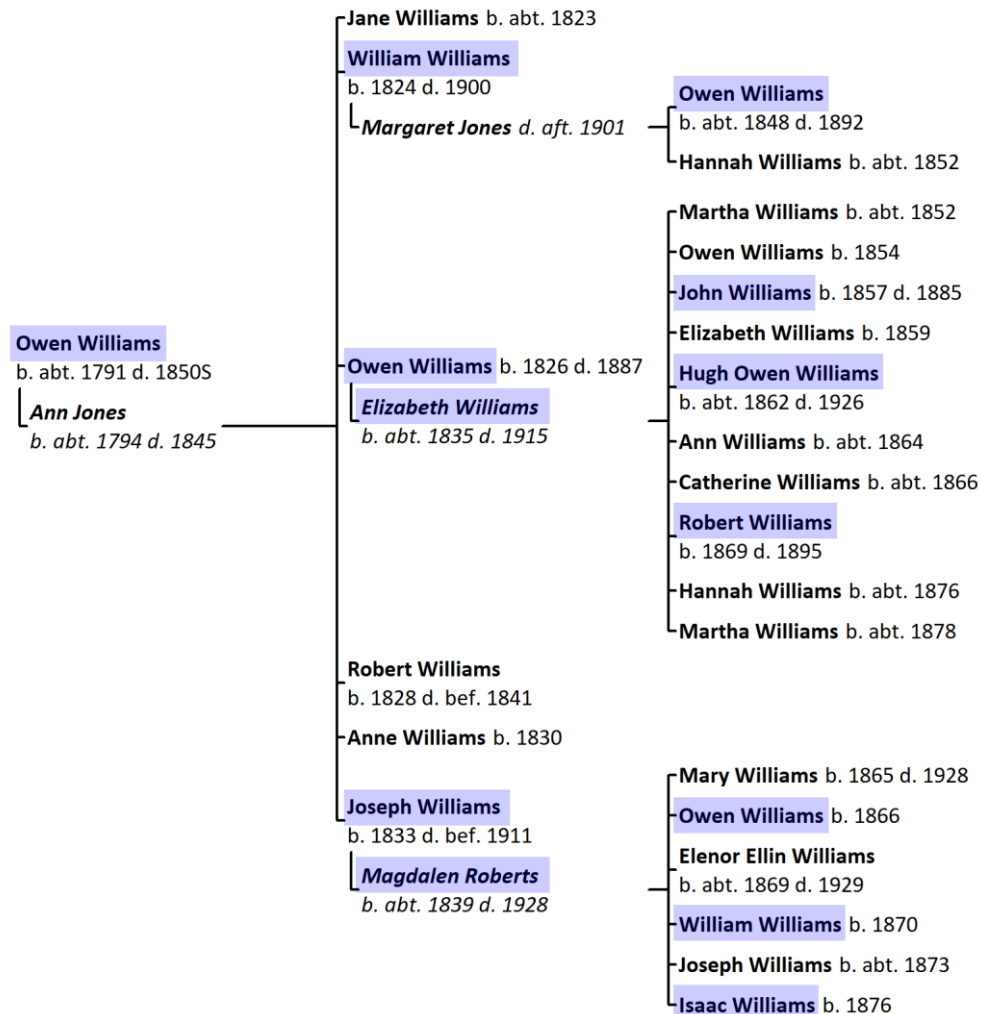 Jane Williams b. abt. 1823
William Williams
b. 1824 d. 1900
Margaret Jones d. aft. 1901
Owen Williams
b. abt. 1848 d. 1892
Hannah Williams b. abt. 1852
Martha Williams b. abt. 1852
Owen Williams b. 1854
John Williams b. 1857 d. 1885
Elizabeth Williams b. 1859
Owen Williams
b. abt. 1791 d. 1850S
Ann Jones
b. abt. 1794 d. 1845
Owen Williams b. 1826 d. 1887
Elizabeth Williams
b. abt. 1835 d. 1915
Hugh Owen Williams
b. abt. 1862 d. 1926
Ann Williams b. abt. 1864
Catherine Williams b. abt. 1866
Robert Williams
b. 1869 d. 1895
Hannah Williams b. abt. 1876
Martha Williams b. abt. 1878
Robert Williams
b. 1828 d. bef. 1841
Anne Williams b. 1830
Joseph Williams
b. 1833 d. bef. 1911
Magdalen Roberts
b. abt. 1839 d. 1928
Mary Williams b. 1865 d. 1928
Owen Williams b. 1866
Elenor Ellin Williams
b. abt. 1869 d. 1929
William Williams b. 1870
Joseph Williams b. abt. 1873
Isaac Williams b. 1876